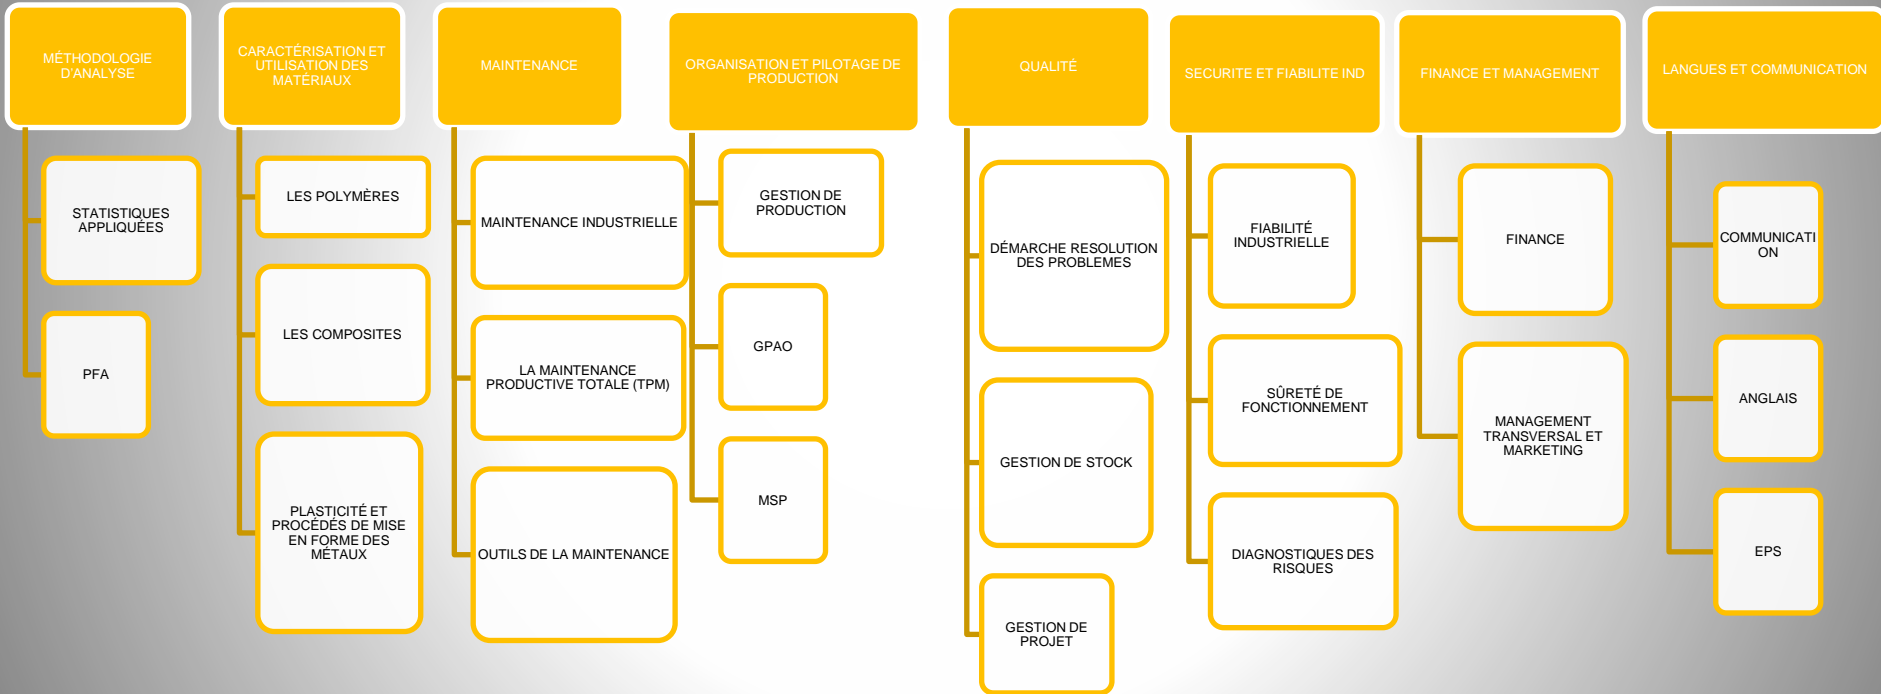 MÉTHODOLOGIE
D'ANALYSE
STATISTIQUES
APPLIQUÉES
PFA
CARACTÉRISATION ET
UTILISATION DES
MATÉRIAUX
LES POLYMÈRES
LES COMPOSITES
PLASTICITÉ ET
PROCÉDÉS DE MISE
EN FORME DES
MÉTAUX
MAINTENANCE
MAINTENANCE INDUSTRIELLE
LA MAINTENANCE
PRODUCTIVE TOTALE (TPM)
OUTILS DE LA MAINTENANCE
ORGANISATION ET PILOTAGE DE
PRODUCTION
GESTION DE
PRODUCTION
GPAO
MSP
QUALITÉ
DÉMARCHE RESOLUTION
DES PROBLEMES
GESTION DE STOCK
GESTION DE
PROJET
SECURITE ET FIABILITE IND
FIABILITÉ
INDUSTRIELLE
SÛRETÉ DE
FONCTIONNEMENT
DIAGNOSTIQUES DES
RISQUES
FINANCE ET MANAGEMENT
FINANCE
MANAGEMENT
TRANSVERSAL ET
MARKETING
LANGUES ET COMMUNICATION
COMMUNICATI
ON
ANGLAIS
EPS